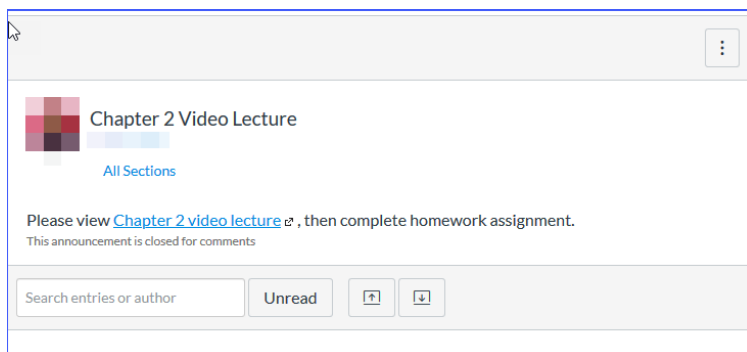 Chapter 2 Video Lecture
All Sections
Please view Chapter 2 video lecture , then complete homework assignment.
This announcement is closed for comments
Search entries or author
Unread